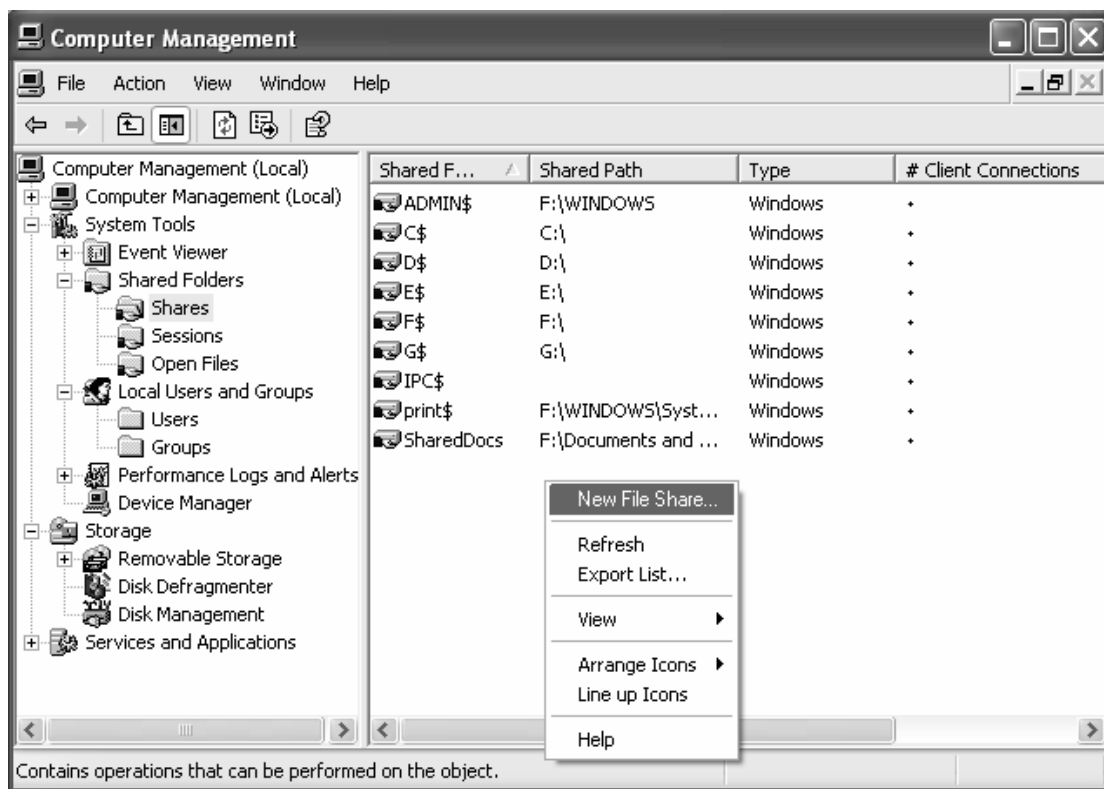 Computer Management
File Action View Window Help
Computer Management (Local)
Computer Management (Local)
System Tools
Event Viewer
Shared Folders
Shares
Sessions
Open Files
Local Users and Groups
Users
Groups
Performance Logs and Alerts
Device Manager
Storage
Removable Storage
Disk Defragmenter
Disk Management
Services and Applications
Shared F... Shared Path Type # Client Connections
ADMIN$ F:\WINDOWS Windows
C$ C:\ Windows
D$ D:\ Windows
E$ E:\ Windows
F$ F:\ Windows
G$ G:\ Windows
IPC$ Windows
print$ F:\WINDOWS\Syst... Windows
SharedDocs F:\Documents and ... Windows
New File Share...
Refresh
Export List...
View
Arrange Icons
Line up Icons
Help
Contains operations that can be performed on the object.